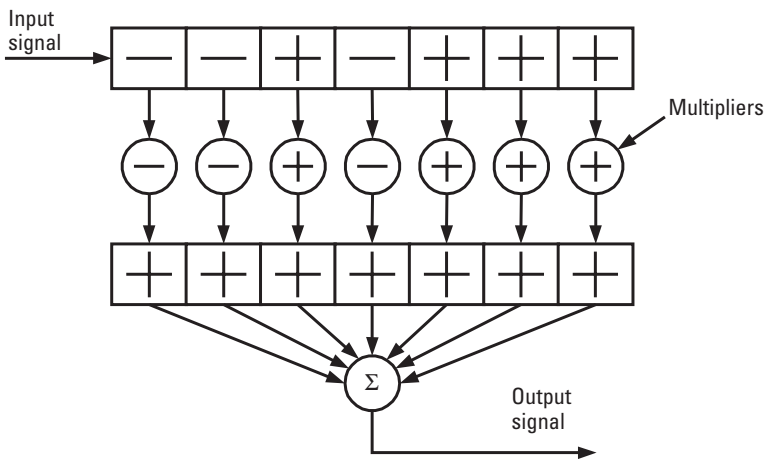 Input
signal
− − + − + + +
Multipliers
− − + − + + +
+ + + + + + +
Σ
Output
signal